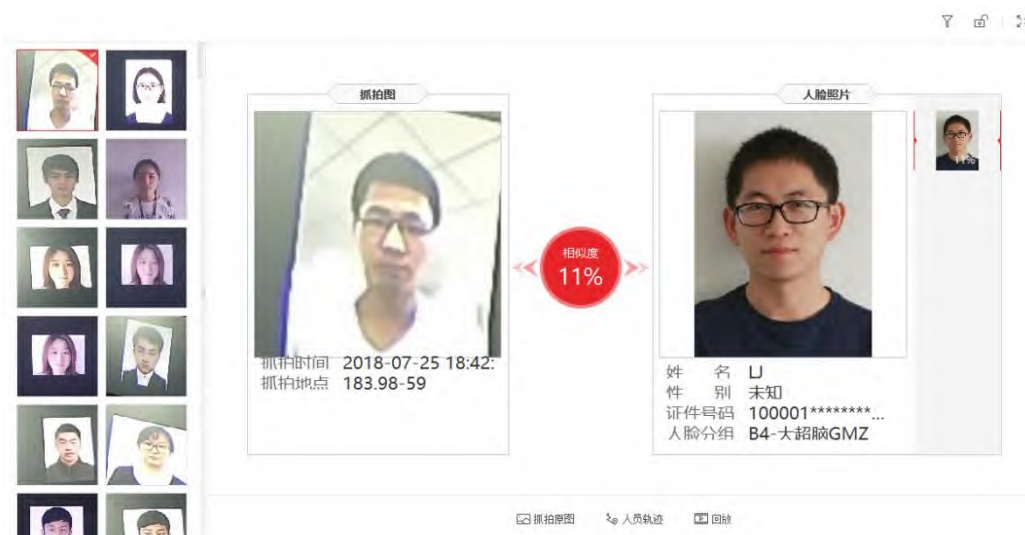 抓拍图
人脸照片
11%
相似度
11%
抓拍时间 2018-07-25 18:42:
抓拍地点 183.98-59
姓 名 LJ
性 别 未知
证件号码 100001********...
人脸分组 B4-大超脑GMZ
抓拍原图 人员轨迹 回放